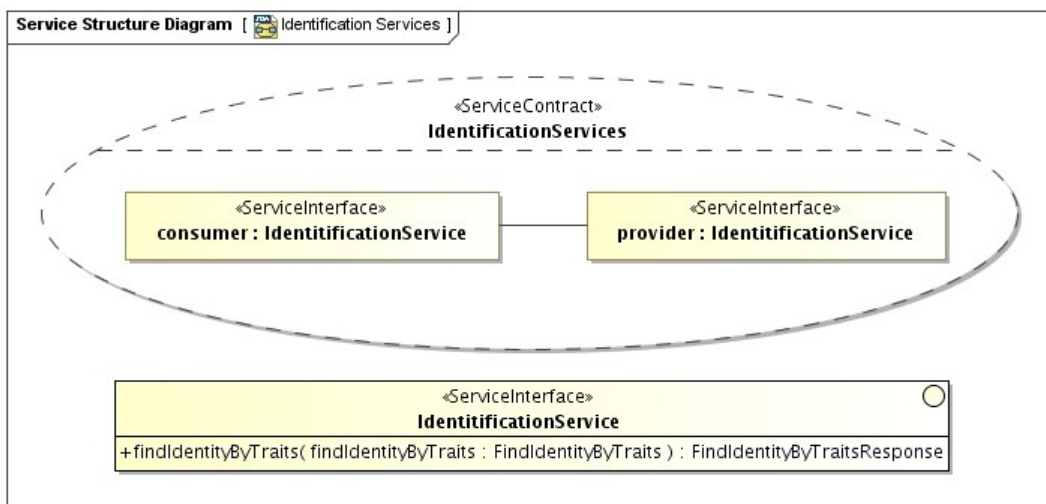 Service Structure Diagram [ Identification Services ]
«ServiceContract»
IdentificationServices
«ServiceInterface»
consumer : IdentitificationService
«ServiceInterface»
provider : IdentitificationService
«ServiceInterface»
IdentitificationService
+findIdentityByTraits( findIdentityByTraits : FindIdentityByTraits ) : FindIdentityByTraitsResponse